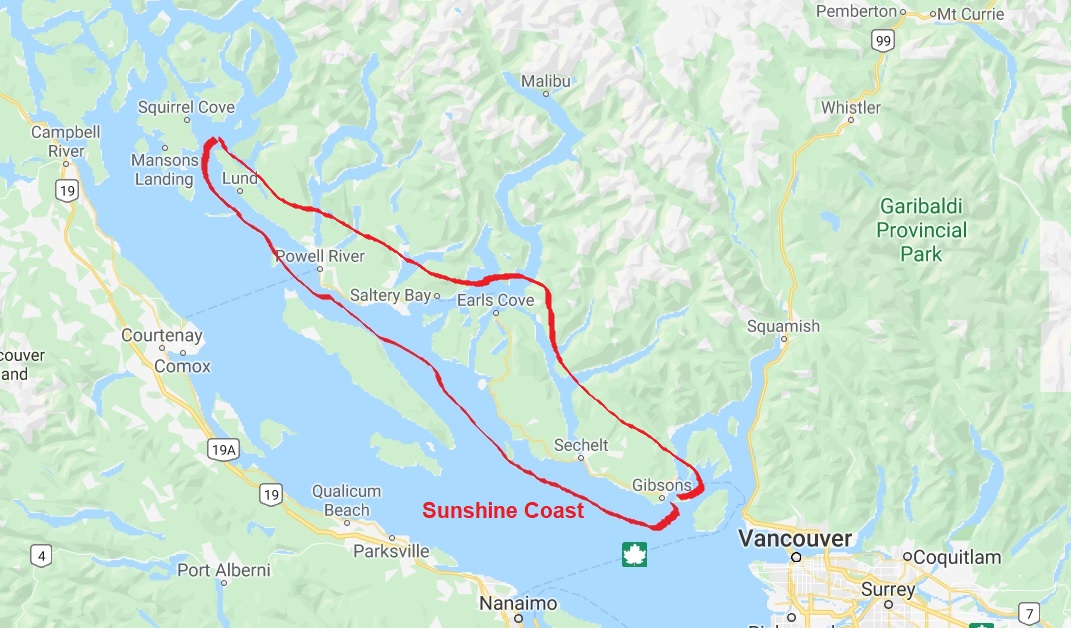 Pemberton
Mt Currie
99
Malibu
Squirrel Cove
Whistler
Campbell
River
Mansons
Landing
Lund
19
Garibaldi
Provincial
Park
Powell River
Saltery Bay
Earls Cove
Squamish
Courtenay
Comox
couver
and
19A
Sechelt
Gibsons
19
Qualicum
Beach
Sunshine Coast
Parksville
4
Port Alberni
Vancouver
Coquitlam
Surrey
Nanaimo
7